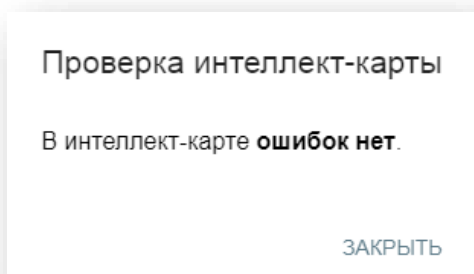 Проверка интеллект-карты
В интеллект-карте ошибок нет.
ЗАКРЫТЬ